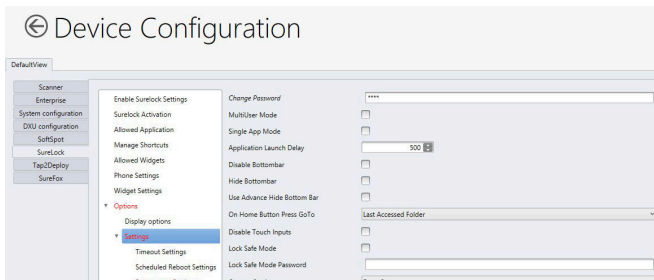 Device Configuration
DefaultView
Scanner
Enterprise
System configuration
DXU configuration
SoftSpot
SureLock
Tap2Deploy
SureFox
Enable Surelock Settings
Surelock Activation
Allowed Application
Manage Shortcuts
Allowed Widgets
Phone Settings
Widget Settings
Options
Display options
Settings
Timeout Settings
Scheduled Reboot Settings
Change Password ****
MultiUser Mode
Single App Mode
Application Launch Delay 500
Disable Bottombar
Hide Bottombar
Use Advance Hide Bottom Bar
On Home Button Press GoTo Last Accessed Folder
Disable Touch Inputs
Lock Safe Mode
Lock Safe Mode Password